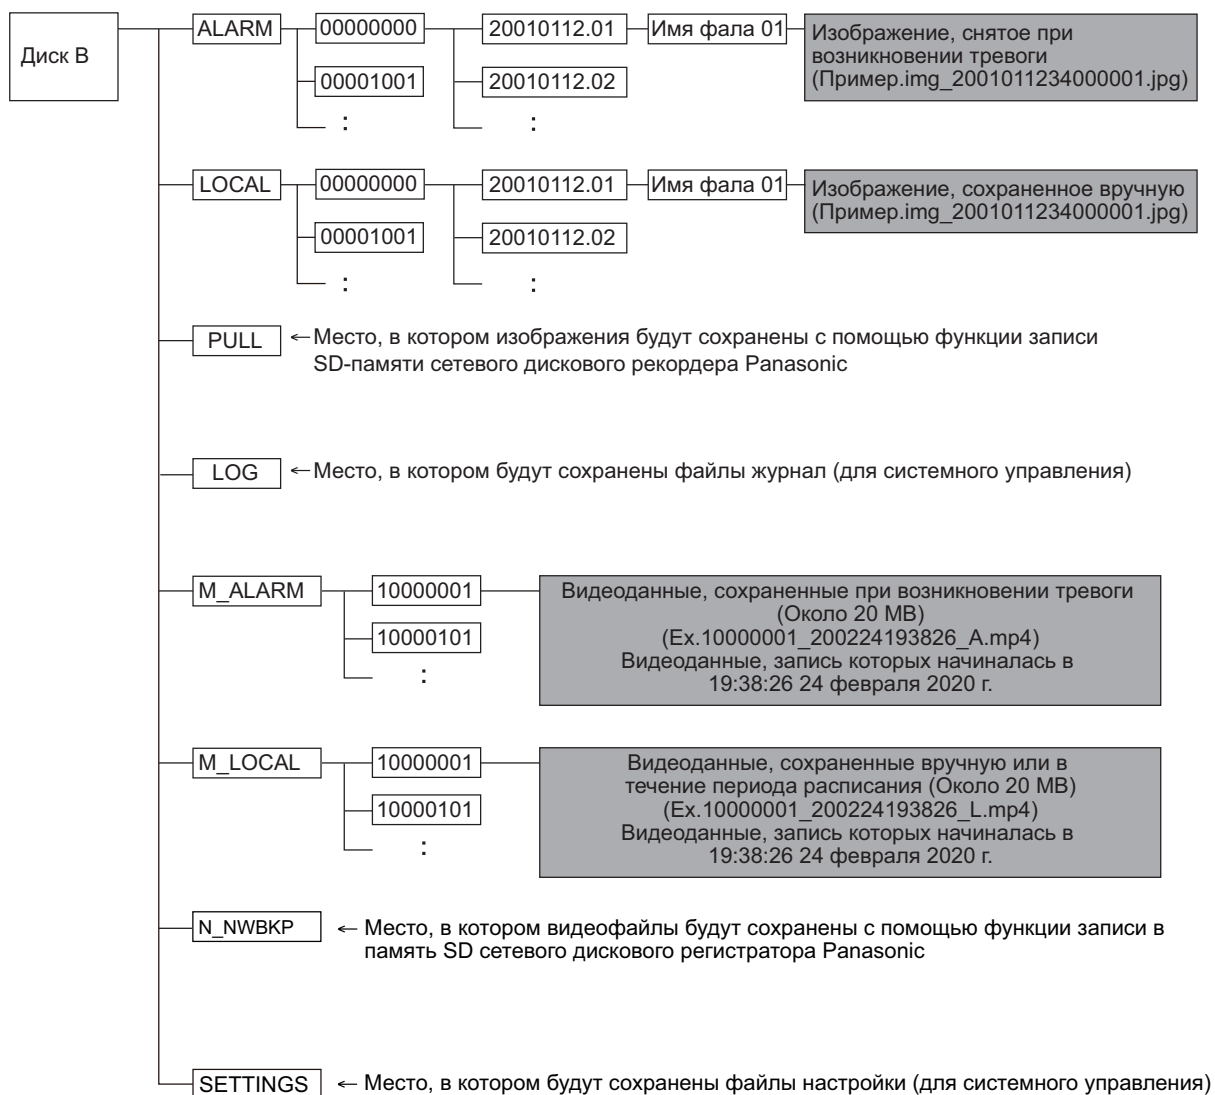 Диск B
ALARM
00000000
20010112.01
Имя фала 01
Изображение, снятое при
возникновении тревоги
(Пример.img_2001011234000001.jpg)
00001001
20010112.02
:
:
LOCAL
00000000
20010112.01
Имя фала 01
Изображение, сохраненное вручную
(Пример.img_2001011234000001.jpg)
00001001
20010112.02
:
:
PULL
← Место, в котором изображения будут сохранены с помощью функции записи
SD-памяти сетевого дискового рекордера Panasonic
LOG
← Место, в котором будут сохранены файлы журнал (для системного управления)
M_ALARM
10000001
Видеоданные, сохраненные при возникновении тревоги
(Около 20 MB)
(Ex.10000001_200224193826_A.mp4)
Видеоданные, запись которых начиналась в
19:38:26 24 февраля 2020 г.
10000101
:
M_LOCAL
10000001
Видеоданные, сохраненные вручную или в
течение периода расписания (Около 20 MB)
(Ex.10000001_200224193826_L.mp4)
Видеоданные, запись которых начиналась в
19:38:26 24 февраля 2020 г.
10000101
:
N_NWBKP
← Место, в котором видеофайлы будут сохранены с помощью функции записи в
память SD сетевого дискового регистратора Panasonic
SETTINGS
← Место, в котором будут сохранены файлы настройки (для системного управления)